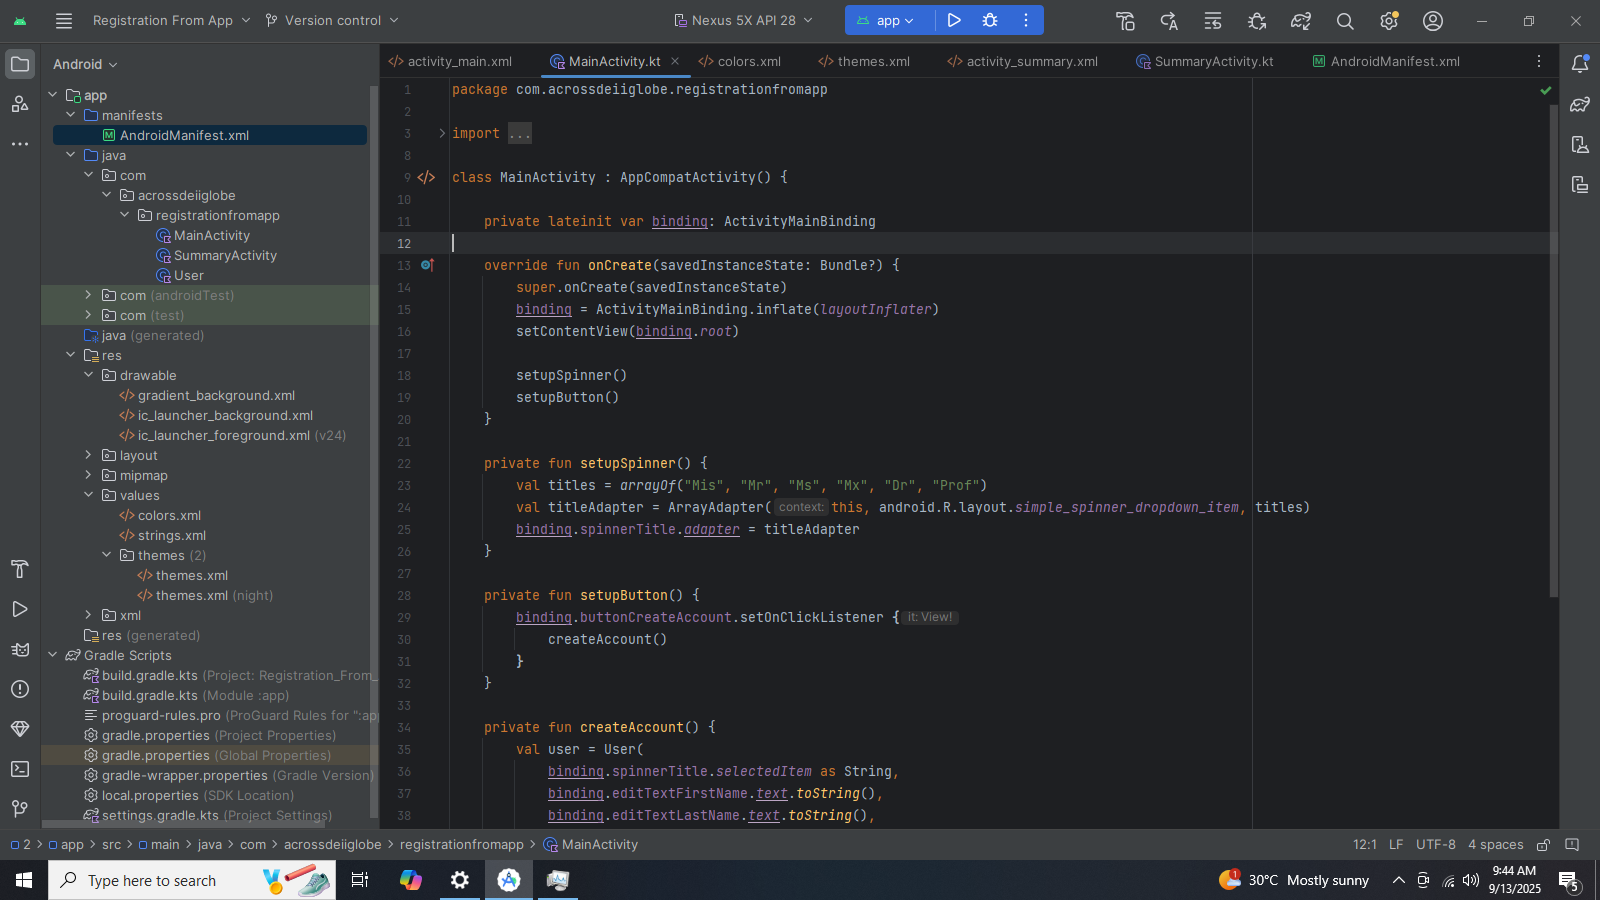 Registration From App
Version control
Nexus 5X API 28
app
Android
activity_main.xml
MainActivity.kt
colors.xml
themes.xml
activity_summary.xml
SummaryActivity.kt
AndroidManifest.xml
app
manifests
AndroidManifest.xml
java
com
acrossdeiiglobe
registrationfromapp
MainActivity
SummaryActivity
User
com (androidTest)
com (test)
java (generated)
res
drawable
gradient_background.xml
ic_launcher_background.xml
ic_launcher_foreground.xml (v24)
layout
mipmap
values
colors.xml
strings.xml
themes (2)
themes.xml
themes.xml (night)
xml
res (generated)
Gradle Scripts
build.gradle.kts (Project: Registration_From_
build.gradle.kts (Module :app)
proguard-rules.pro (ProGuard Rules for ":app
gradle.properties (Project Properties)
gradle.properties (Global Properties)
gradle-wrapper.properties (Gradle Version)
local.properties (SDK Location)
settings.gradle.kts (Project Settings)
1 package com.acrossdeiiglobe.registrationfromapp
2
3 import ...
8
9 class MainActivity : AppCompatActivity() {
10
11 private lateinit var binding: ActivityMainBinding
12
13 override fun onCreate(savedInstanceState: Bundle?) {
14 super.onCreate(savedInstanceState)
15 binding = ActivityMainBinding.inflate(layoutInflater)
16 setContentView(binding.root)
17
18 setupSpinner()
19 setupButton()
20 }
21
22 private fun setupSpinner() {
23 val titles = arrayOf("Mis", "Mr", "Ms", "Mx", "Dr", "Prof")
24 val titleAdapter = ArrayAdapter( context: this, android.R.layout.simple_spinner_dropdown_item, titles)
25 binding.spinnerTitle.adapter = titleAdapter
26 }
27
28 private fun setupButton() {
29 binding.buttonCreateAccount.setOnClickListener { it: View!
30 createAccount()
31 }
32 }
33
34 private fun createAccount() {
35 val user = User(
36 binding.spinnerTitle.selectedItem as String,
37 binding.editTextFirstName.text.toString(),
38 binding.editTextLastName.text.toString(),
2 > app > src > main > java > com > acrossdeiiglobe > registrationfromapp > MainActivity
12:1 LF UTF-8 4 spaces
Type here to search
1
30°C Mostly sunny
9:44 AM
9/13/2025
5